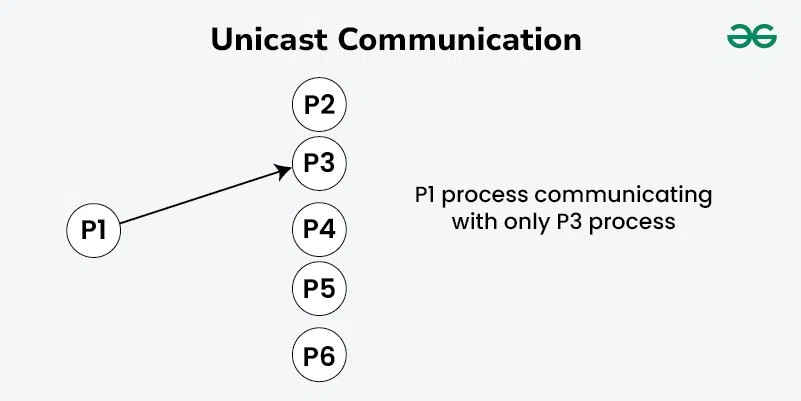 Unicast Communication
P2
P3
P1
P1 process communicating
with only P3 process
P4
P5
P6